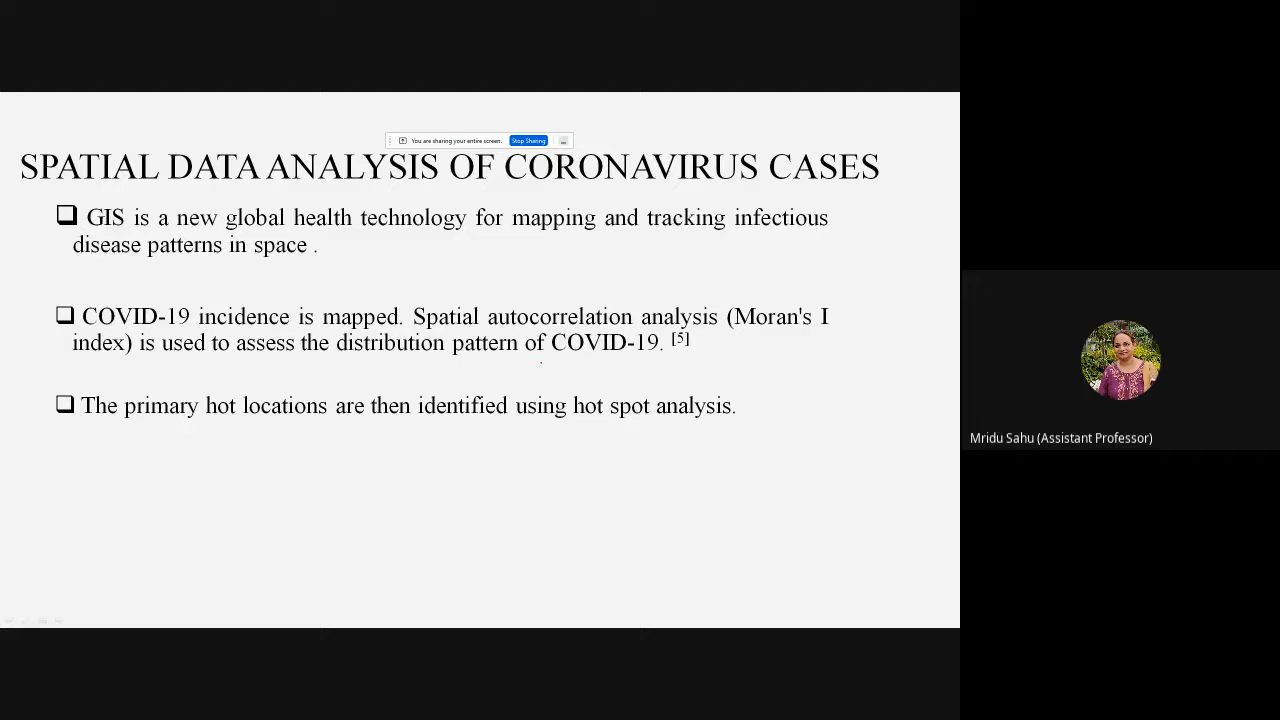 You are sharing your entire screen.
Stop Sharing
SPATIAL DATA ANALYSIS OF CORONAVIRUS CASES
GIS is a new global health technology for mapping and tracking infectious
disease patterns in space .
COVID-19 incidence is mapped. Spatial autocorrelation analysis (Moran's I
index) is used to assess the distribution pattern of COVID-19. [5]
The primary hot locations are then identified using hot spot analysis.
Mridu Sahu (Assistant Professor)